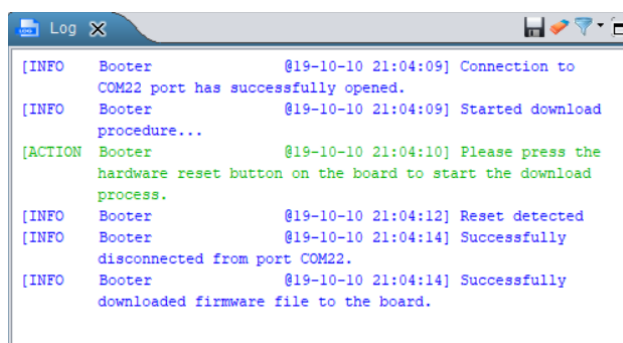 Log
[INFO Booter @19-10-10 21:04:09] Connection to
COM22 port has successfully opened.
[INFO Booter @19-10-10 21:04:09] Started download
procedure...
[ACTION Booter @19-10-10 21:04:10] Please press the
hardware reset button on the board to start the download
process.
[INFO Booter @19-10-10 21:04:12] Reset detected
[INFO Booter @19-10-10 21:04:14] Successfully
disconnected from port COM22.
[INFO Booter @19-10-10 21:04:14] Successfully
downloaded firmware file to the board.